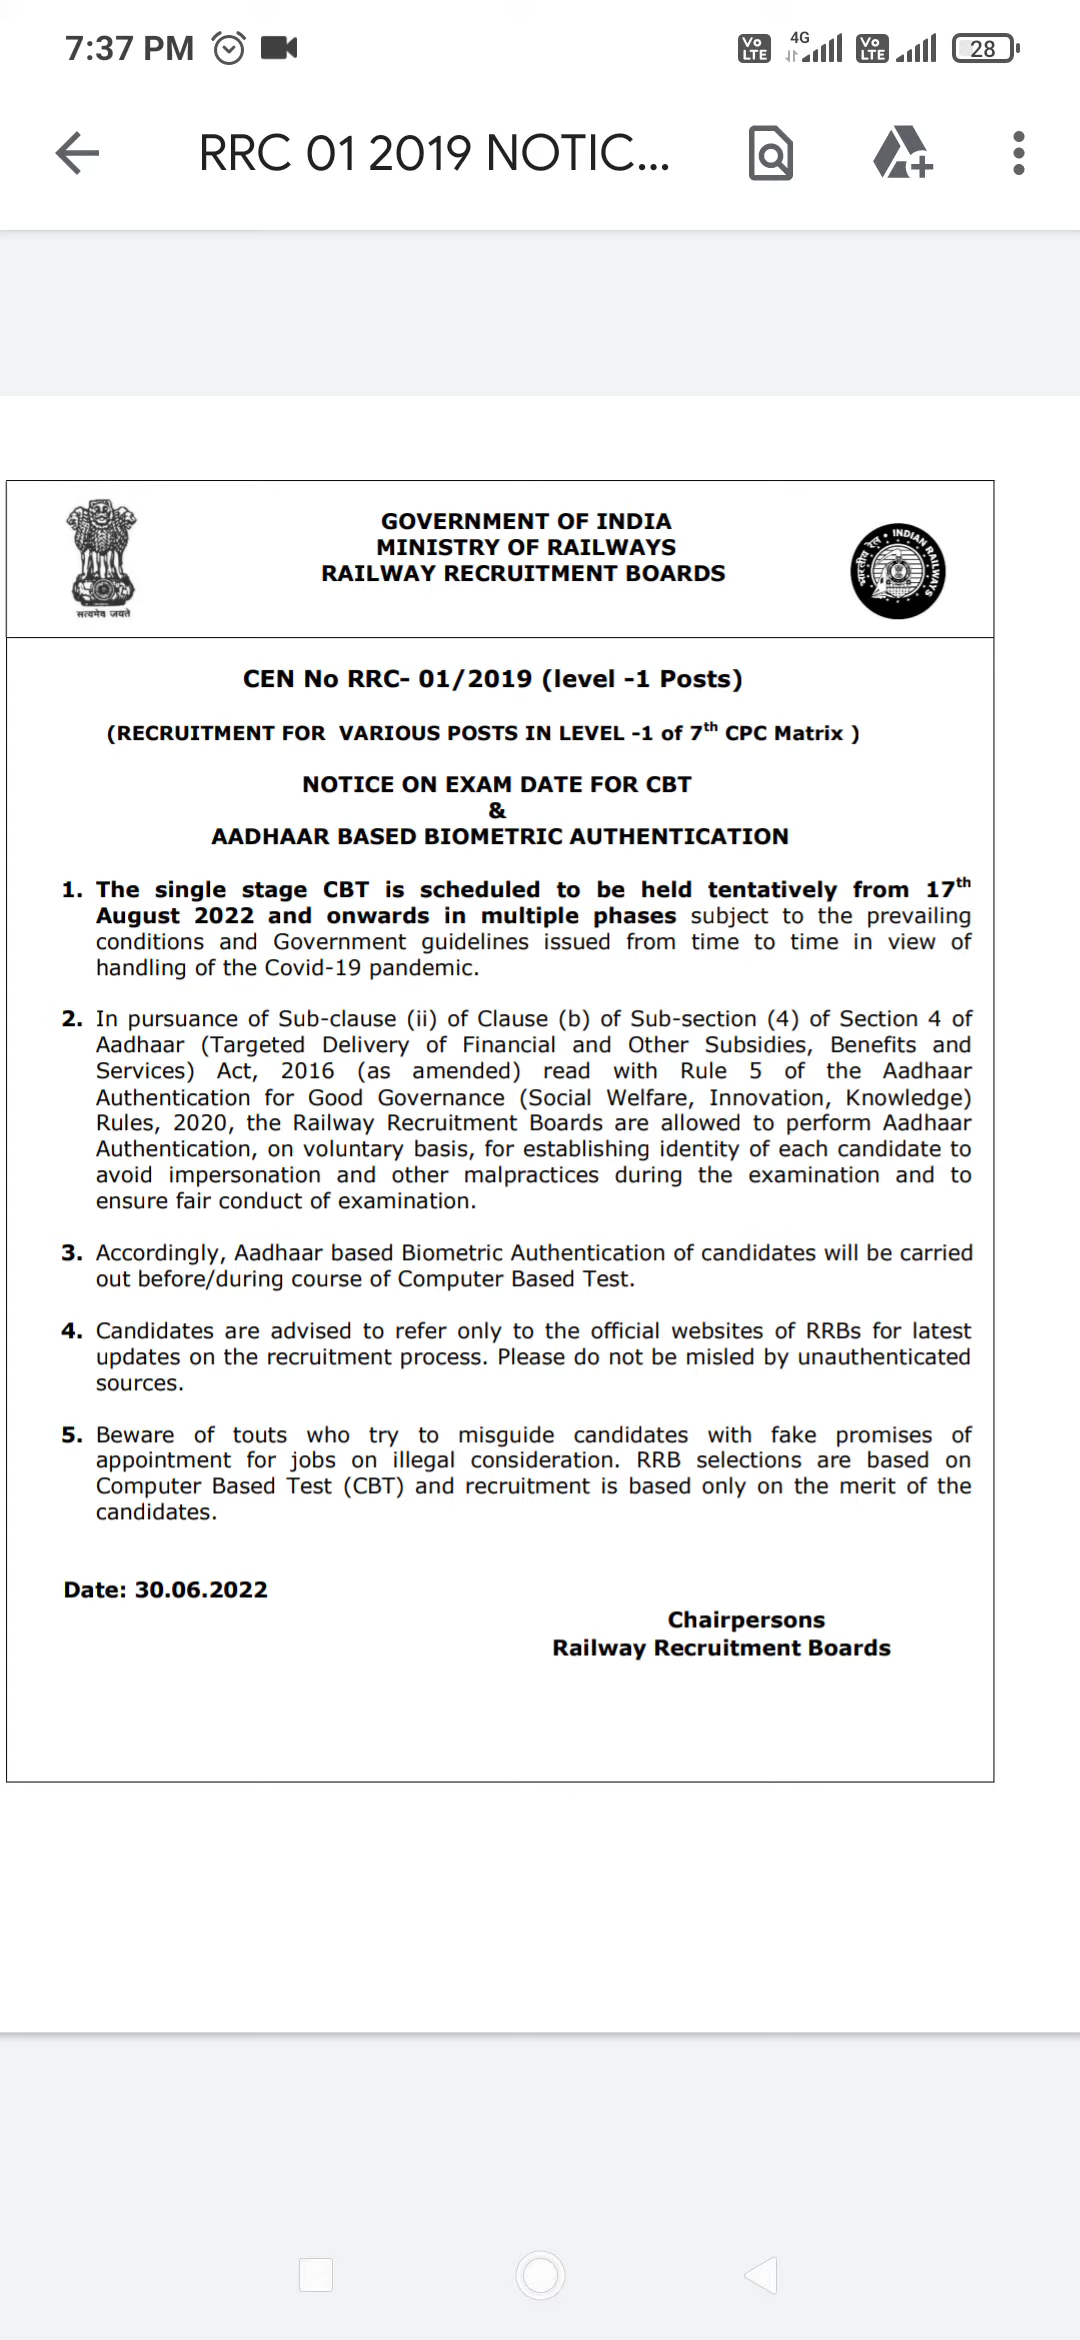 7:37 PM
Vo LTE 4G Vo LTE 28
RRC 01 2019 NOTIC...
GOVERNMENT OF INDIA
MINISTRY OF RAILWAYS
RAILWAY RECRUITMENT BOARDS
सत्यमेव जयते
भारतीय रेल • INDIAN RAILWAYS
CEN No RRC- 01/2019 (level -1 Posts)
(RECRUITMENT FOR VARIOUS POSTS IN LEVEL -1 of 7th CPC Matrix )
NOTICE ON EXAM DATE FOR CBT
&
AADHAAR BASED BIOMETRIC AUTHENTICATION
1. The single stage CBT is scheduled to be held tentatively from 17th
August 2022 and onwards in multiple phases subject to the prevailing
conditions and Government guidelines issued from time to time in view of
handling of the Covid-19 pandemic.
2. In pursuance of Sub-clause (ii) of Clause (b) of Sub-section (4) of Section 4 of
Aadhaar (Targeted Delivery of Financial and Other Subsidies, Benefits and
Services) Act, 2016 (as amended) read with Rule 5 of the Aadhaar
Authentication for Good Governance (Social Welfare, Innovation, Knowledge)
Rules, 2020, the Railway Recruitment Boards are allowed to perform Aadhaar
Authentication, on voluntary basis, for establishing identity of each candidate to
avoid impersonation and other malpractices during the examination and to
ensure fair conduct of examination.
3. Accordingly, Aadhaar based Biometric Authentication of candidates will be carried
out before/during course of Computer Based Test.
4. Candidates are advised to refer only to the official websites of RRBs for latest
updates on the recruitment process. Please do not be misled by unauthenticated
sources.
5. Beware of touts who try to misguide candidates with fake promises of
appointment for jobs on illegal consideration. RRB selections are based on
Computer Based Test (CBT) and recruitment is based only on the merit of the
candidates.
Date: 30.06.2022
Chairpersons
Railway Recruitment Boards